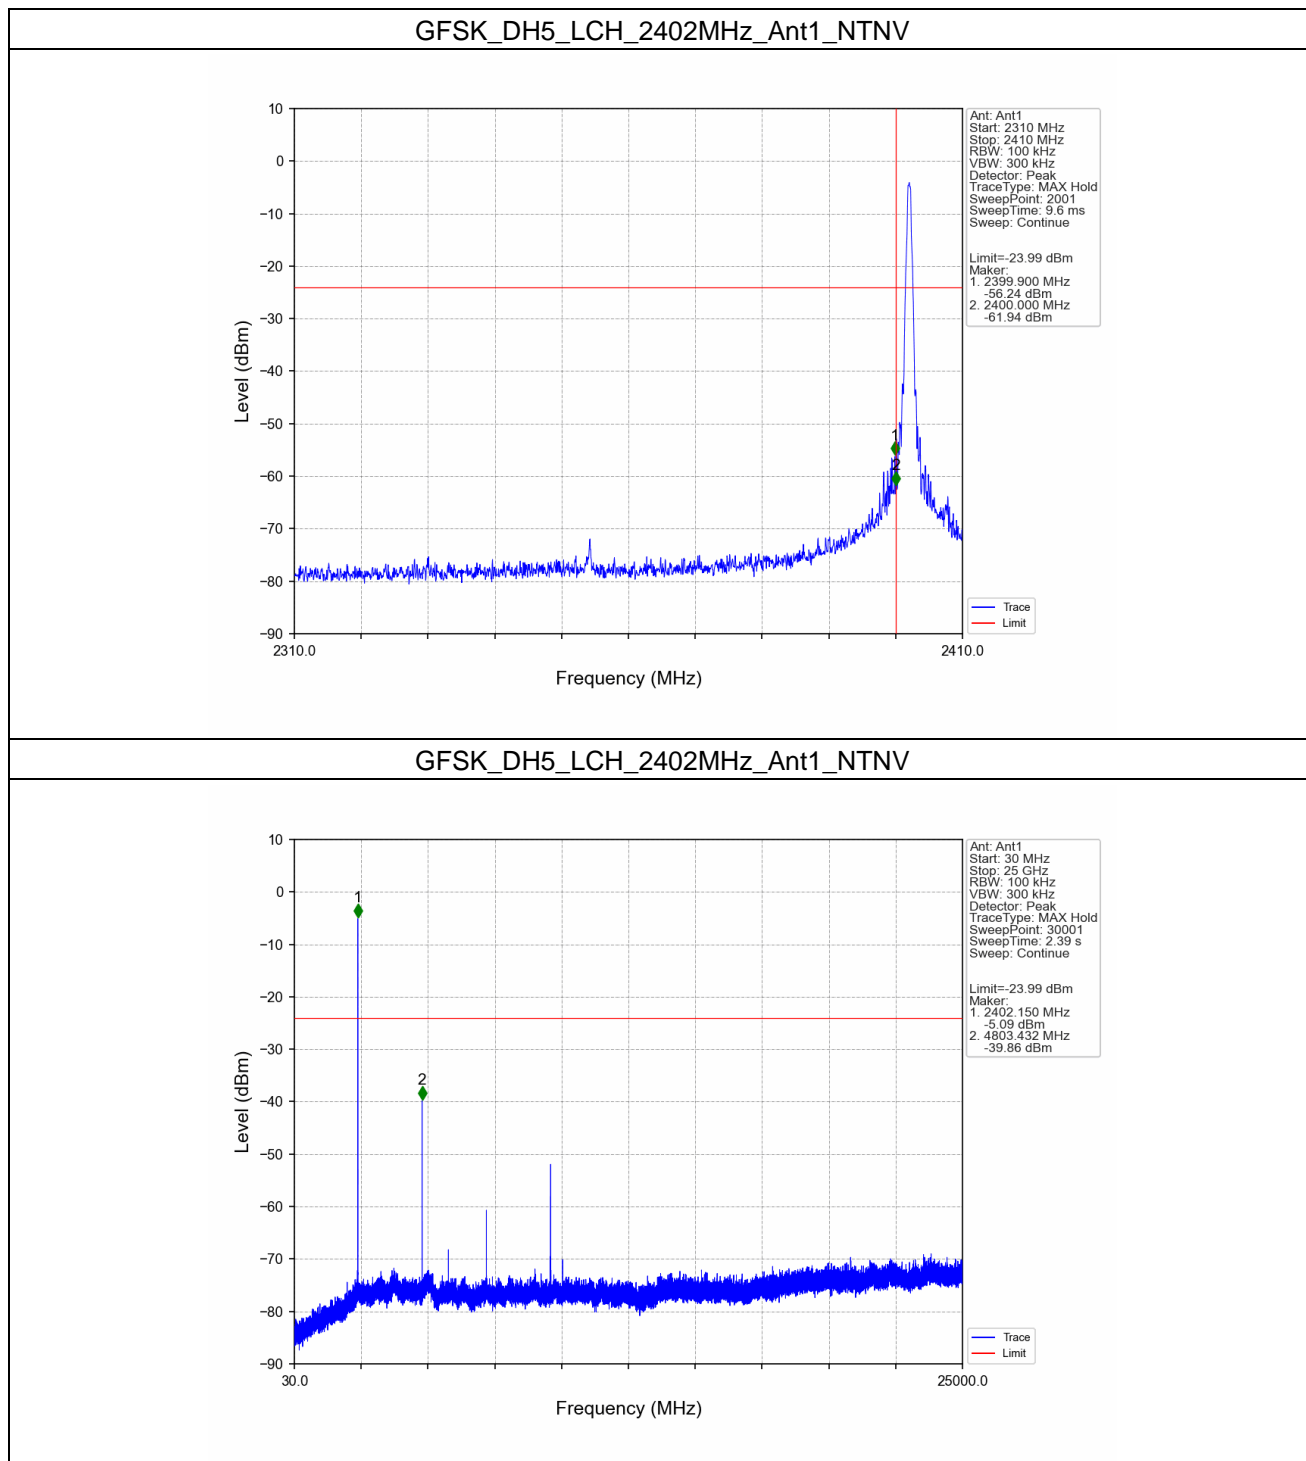 GFSK_DH5_LCH_2402MHz_Ant1_NTNV
10
0
−10
−20
−30
−40
−50
−60
−70
−80
−90
Level (dBm)
1
2
2310.0
2410.0
Frequency (MHz)
Ant: Ant1
Start: 2310 MHz
Stop: 2410 MHz
RBW: 100 kHz
VBW: 300 kHz
Detector: Peak
TraceType: MAX Hold
SweepPoint: 2001
SweepTime: 9.6 ms
Sweep: Continue
Limit=-23.99 dBm
Maker:
1. 2399.900 MHz
-56.24 dBm
2. 2400.000 MHz
-61.94 dBm
Trace
Limit
GFSK_DH5_LCH_2402MHz_Ant1_NTNV
10
0
−10
−20
−30
−40
−50
−60
−70
−80
−90
Level (dBm)
1
2
30.0
25000.0
Frequency (MHz)
Ant: Ant1
Start: 30 MHz
Stop: 25 GHz
RBW: 100 kHz
VBW: 300 kHz
Detector: Peak
TraceType: MAX Hold
SweepPoint: 30001
SweepTime: 2.39 s
Sweep: Continue
Limit=-23.99 dBm
Maker:
1. 2402.150 MHz
-5.09 dBm
2. 4803.432 MHz
-39.86 dBm
Trace
Limit